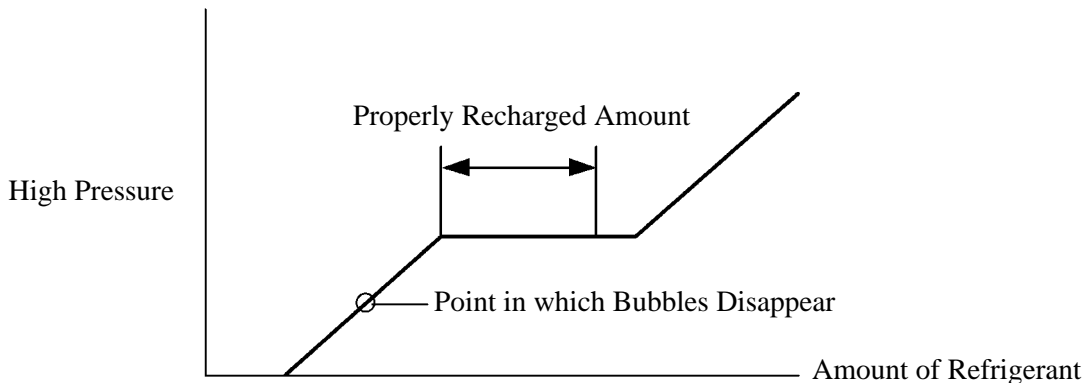 Properly Recharged Amount
High Pressure
Point in which Bubbles Disappear
Amount of Refrigerant